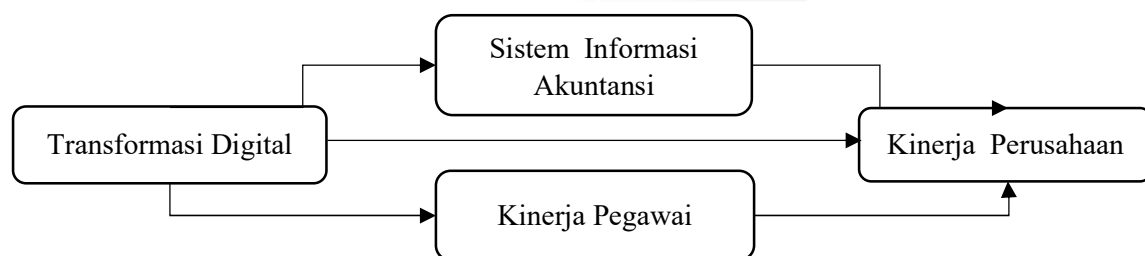 Sistem Informasi
Akuntansi
Transformasi Digital
Kinerja Perusahaan
Kinerja Pegawai